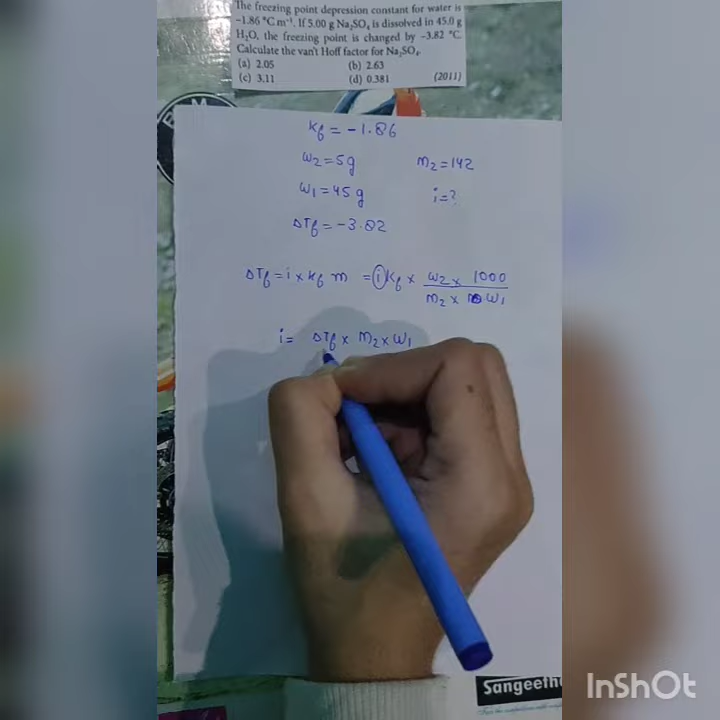 The freezing point depression constant for water is
–1.86 °C m⁻¹. If 5.00 g Na₂SO₄ is dissolved in 45.0 g
H₂O, the freezing point is changed by –3.82 °C.
Calculate the van't Hoff factor for Na₂SO₄.
(a) 2.05 (b) 2.63
(c) 3.11 (d) 0.381 (2011)
Kf = -1.86
W₂ = 5g M₂ = 142
W₁ = 45 g i = ?
ΔTf = -3.82
ΔTf = i × Kf m = i Kf × W₂ × 1000
M₂ × W₁
i = ΔTf × M₂ × W₁
Sangeeth
InShOt